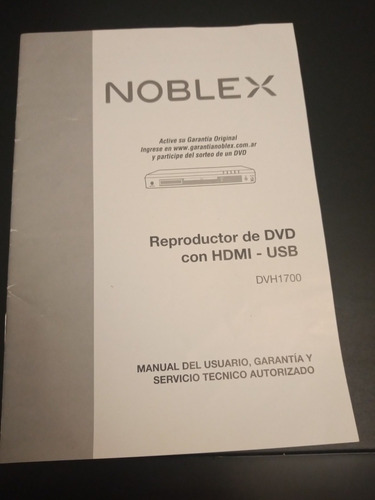 NOBLEX
Active su Garantía Original
Ingrese en www.garantianoblex.com.ar
y participe del sorteo de un DVD
Reproductor de DVD
con HDMI - USB
DVH1700
MANUAL DEL USUARIO, GARANTÍA Y
SERVICIO TECNICO AUTORIZADO